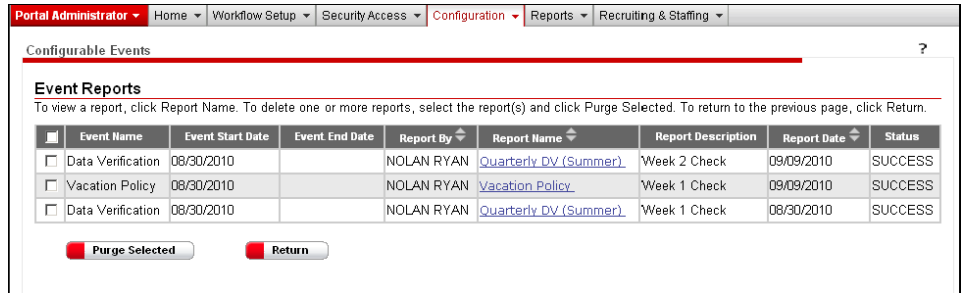 Portal Administrator Home Workflow Setup Security Access Configuration Reports Recruiting & Staffing
Configurable Events ?
Event Reports
To view a report, click Report Name. To delete one or more reports, select the report(s) and click Purge Selected. To return to the previous page, click Return.
Event Name Event Start Date Event End Date Report By Report Name Report Description Report Date Status
Data Verification 08/30/2010 NOLAN RYAN Quarterly DV (Summer) Week 2 Check 09/09/2010 SUCCESS
Vacation Policy 08/30/2010 NOLAN RYAN Vacation Policy Week 1 Check 09/09/2010 SUCCESS
Data Verification 08/30/2010 NOLAN RYAN Quarterly DV (Summer) Week 1 Check 08/30/2010 SUCCESS
Purge Selected Return